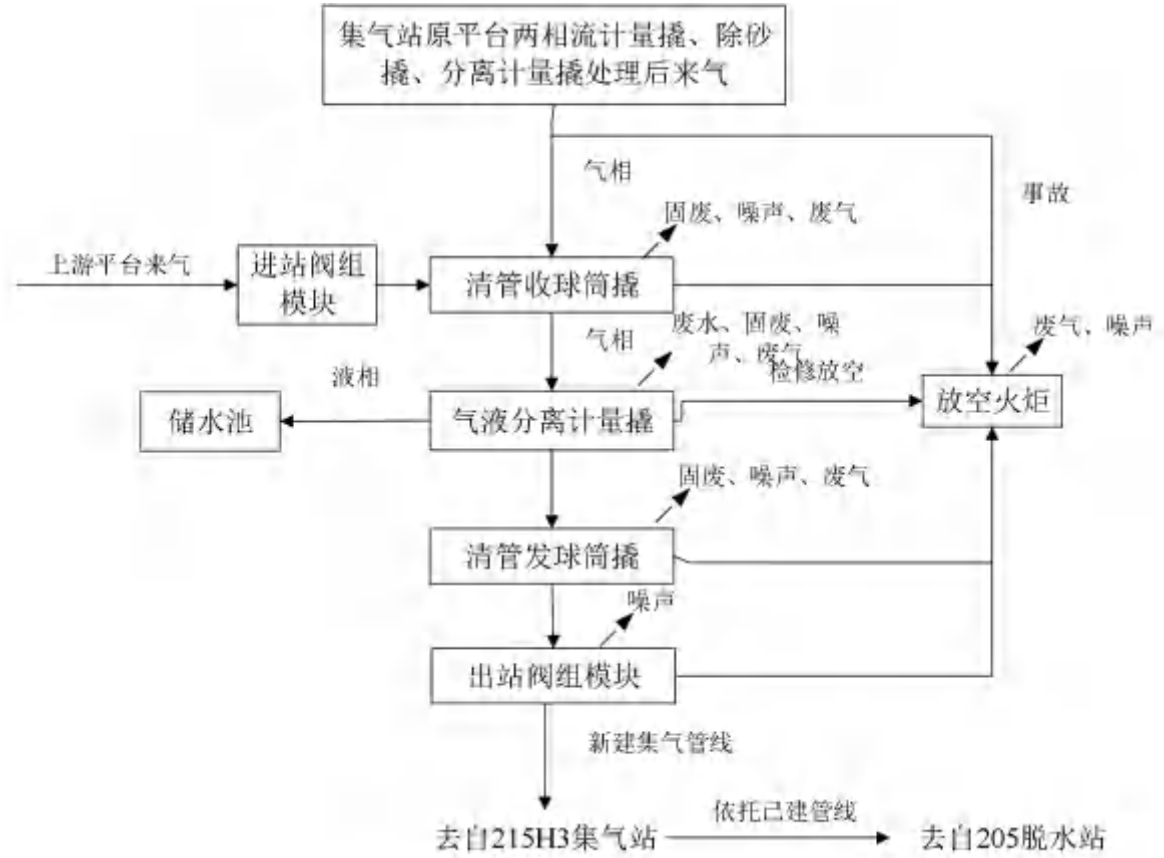 集气站原平台两相流计量撬、除砂
撬、分离计量撬处理后来气
气相
事故
固废、噪声、废气
上游平台来气
进站阀组
模块
清管收球筒撬
气相
废水、固废、噪
声、废气
废气、噪声
液相
检修放空
储水池
气液分离计量撬
放空火炬
固废、噪声、废气
清管发球筒撬
噪声
出站阀组模块
新建集气管线
去自215H3集气站
依托已建管线
去自205脱水站